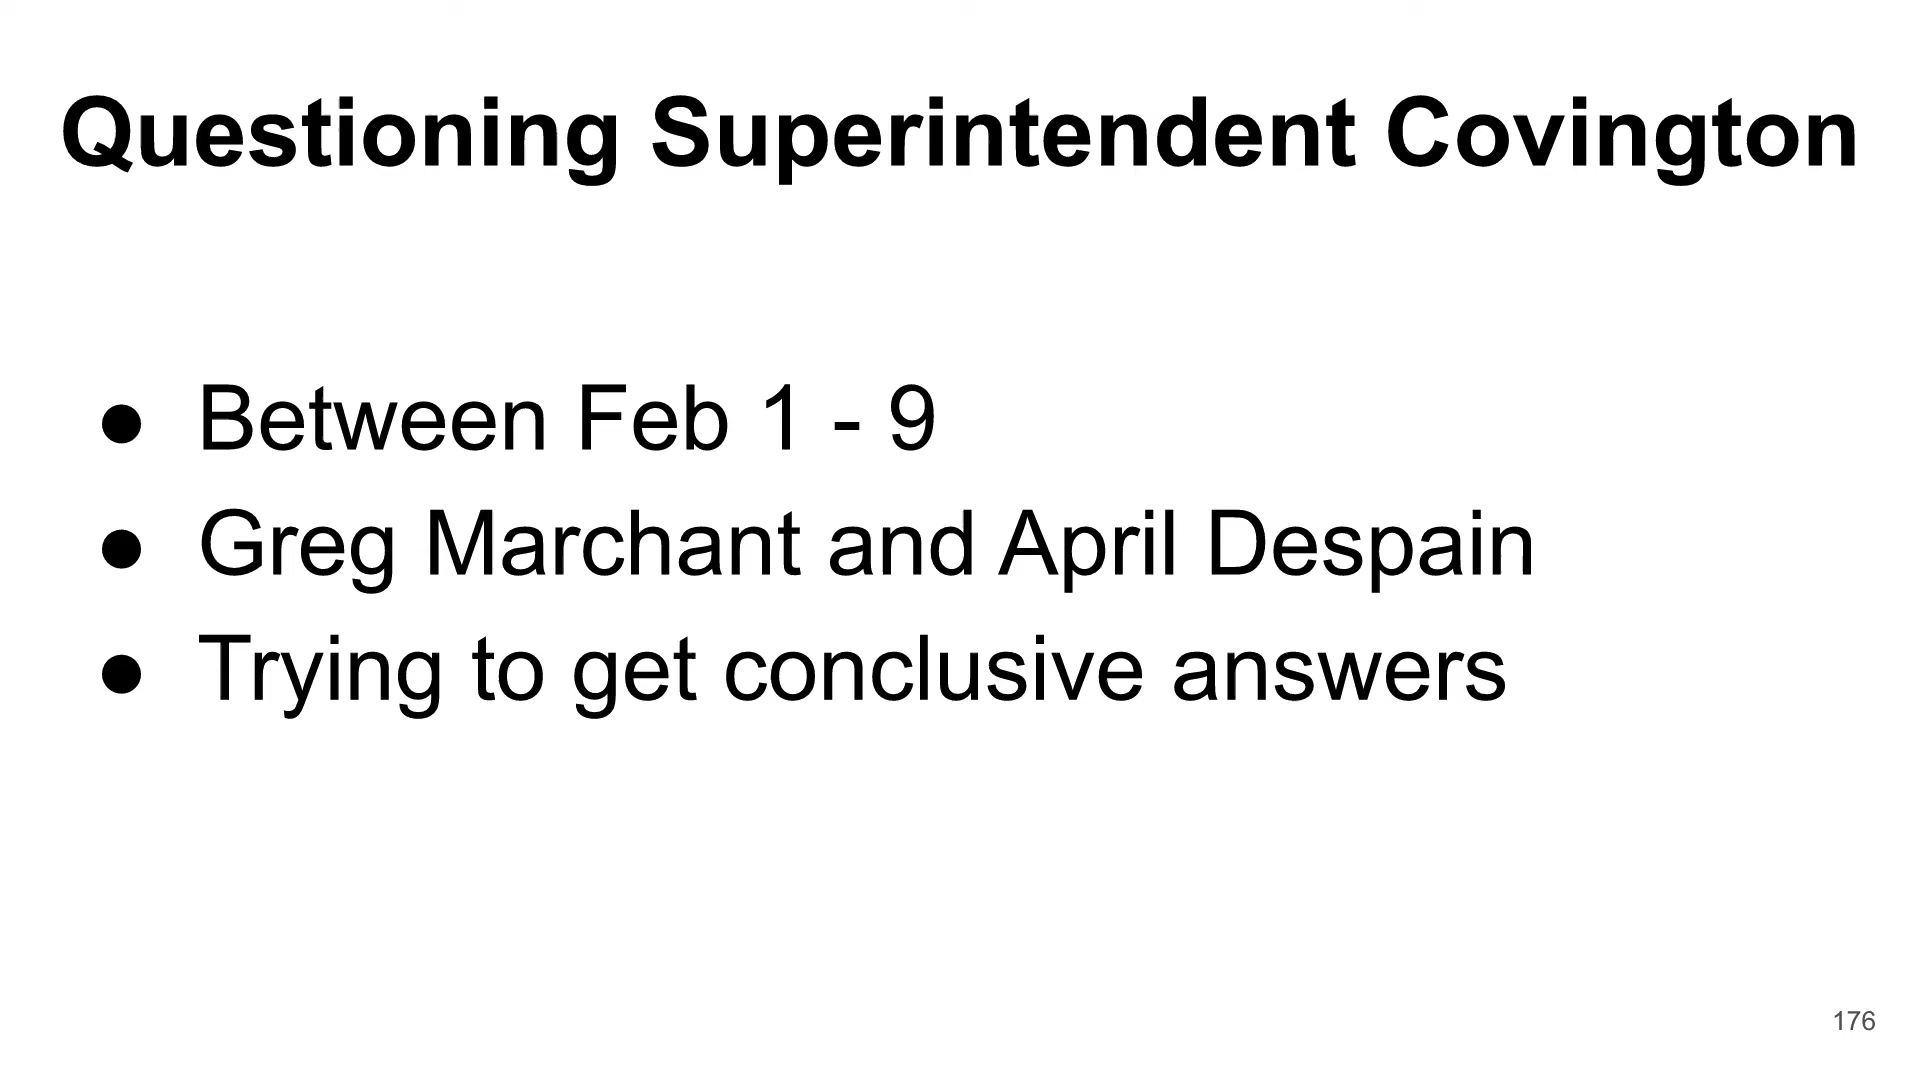 Questioning Superintendent Covington
● Between Feb 1 - 9
● Greg Marchant and April Despain
● Trying to get conclusive answers
176